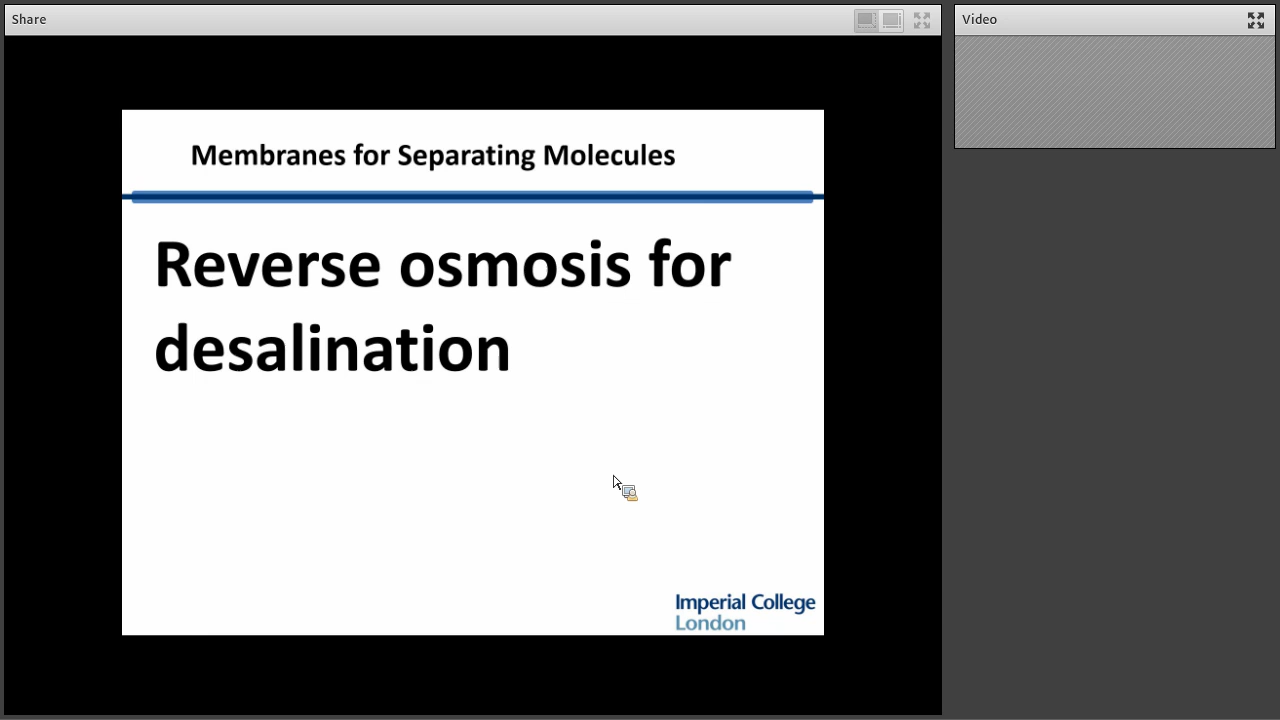 Share
Video
Membranes for Separating Molecules
Reverse osmosis for
desalination
Imperial College
London